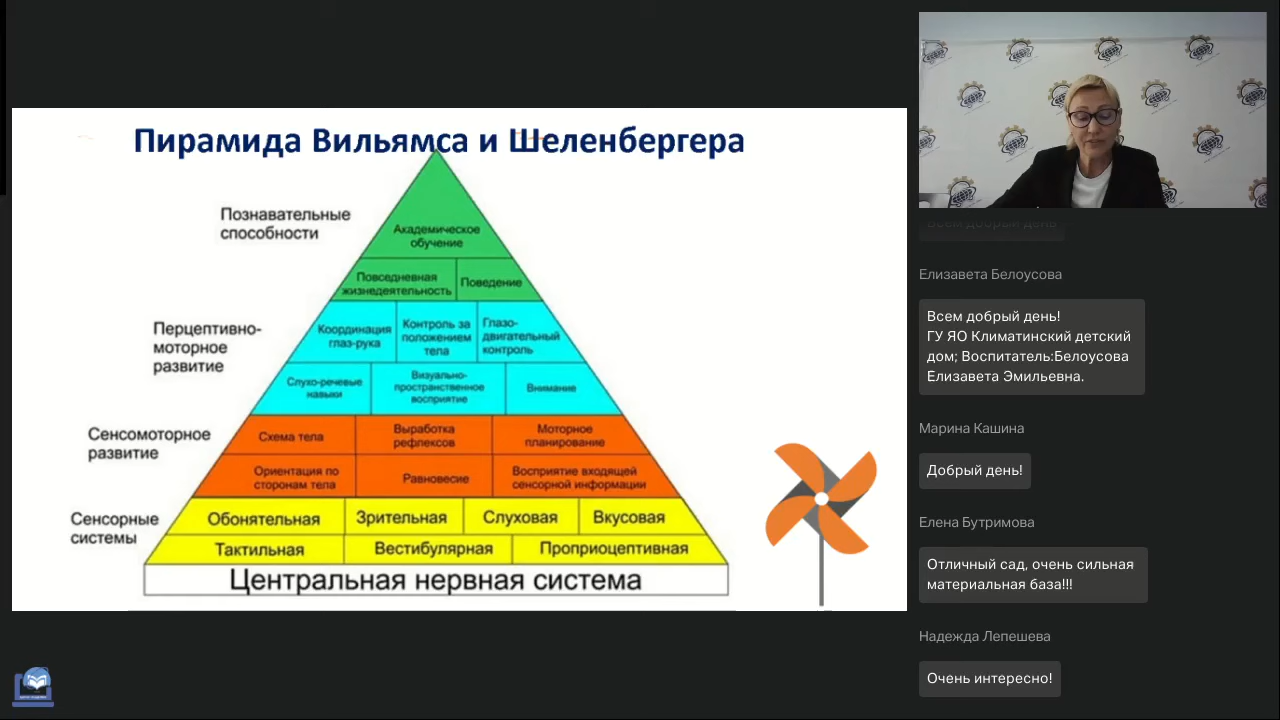 Пирамида Вильямса и Шеленбергера
Познавательные
способности
Академическое
обучение
Повседневная
жизнедеятельность
Поведение
Перцептивно-
моторное
развитие
Координация
глаз-рука
Контроль за
положением
тела
Глазо-
двигательный
контроль
Слухо-речевые
навыки
Визуально-
пространственное
восприятие
Внимание
Сенсомоторное
развитие
Схема тела
Выработка
рефлексов
Моторное
планирование
Ориентация по
сторонам тела
Равновесие
Восприятие входящей
сенсорной информации
Сенсорные
системы
Обонятельная
Зрительная
Слуховая
Вкусовая
Тактильная
Вестибулярная
Проприоцептивная
Центральная нервная система
Всем добрый день
Елизавета Белоусова
Всем добрый день!
ГУ ЯО Климатинский детский
дом; Воспитатель:Белоусова
Елизавета Эмильевна.
Марина Кашина
Добрый день!
Елена Бутримова
Отличный сад, очень сильная
материальная база!!!
Надежда Лепешева
Очень интересно!